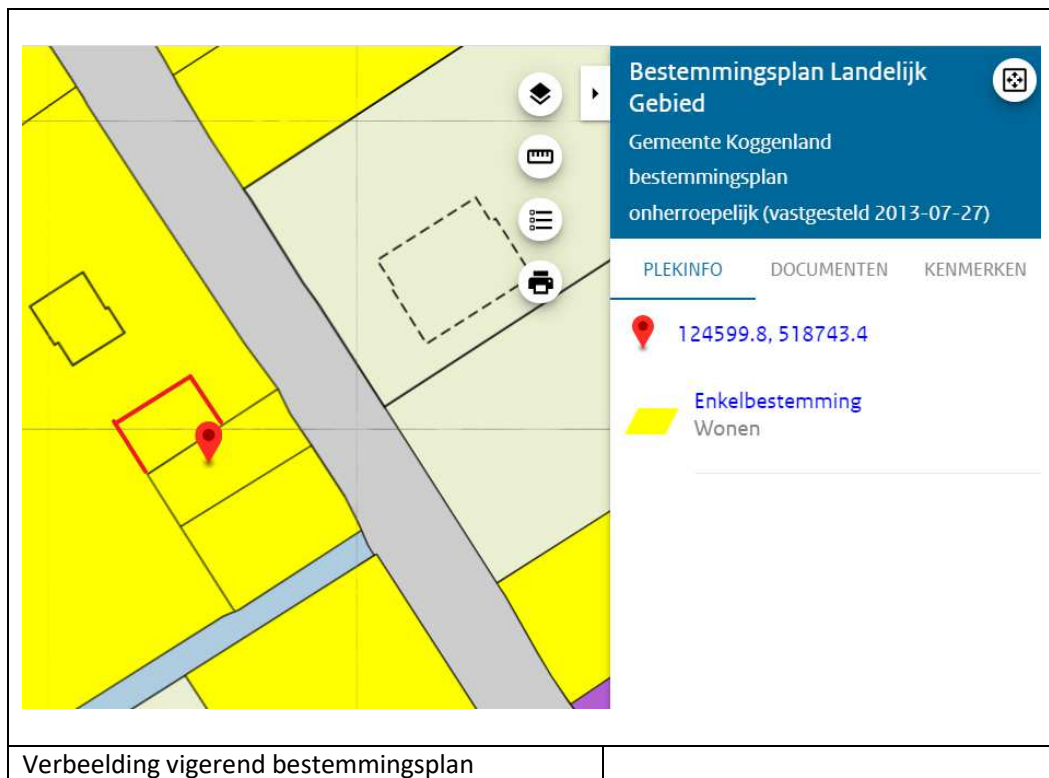 Bestemmingsplan Landelijk
Gebied
Gemeente Koggenland
bestemmingsplan
onherroepelijk (vastgesteld 2013-07-27)
PLEKINFO DOCUMENTEN KENMERKEN
124599.8, 518743.4
Enkelbestemming
Wonen
Verbeelding vigerend bestemmingsplan